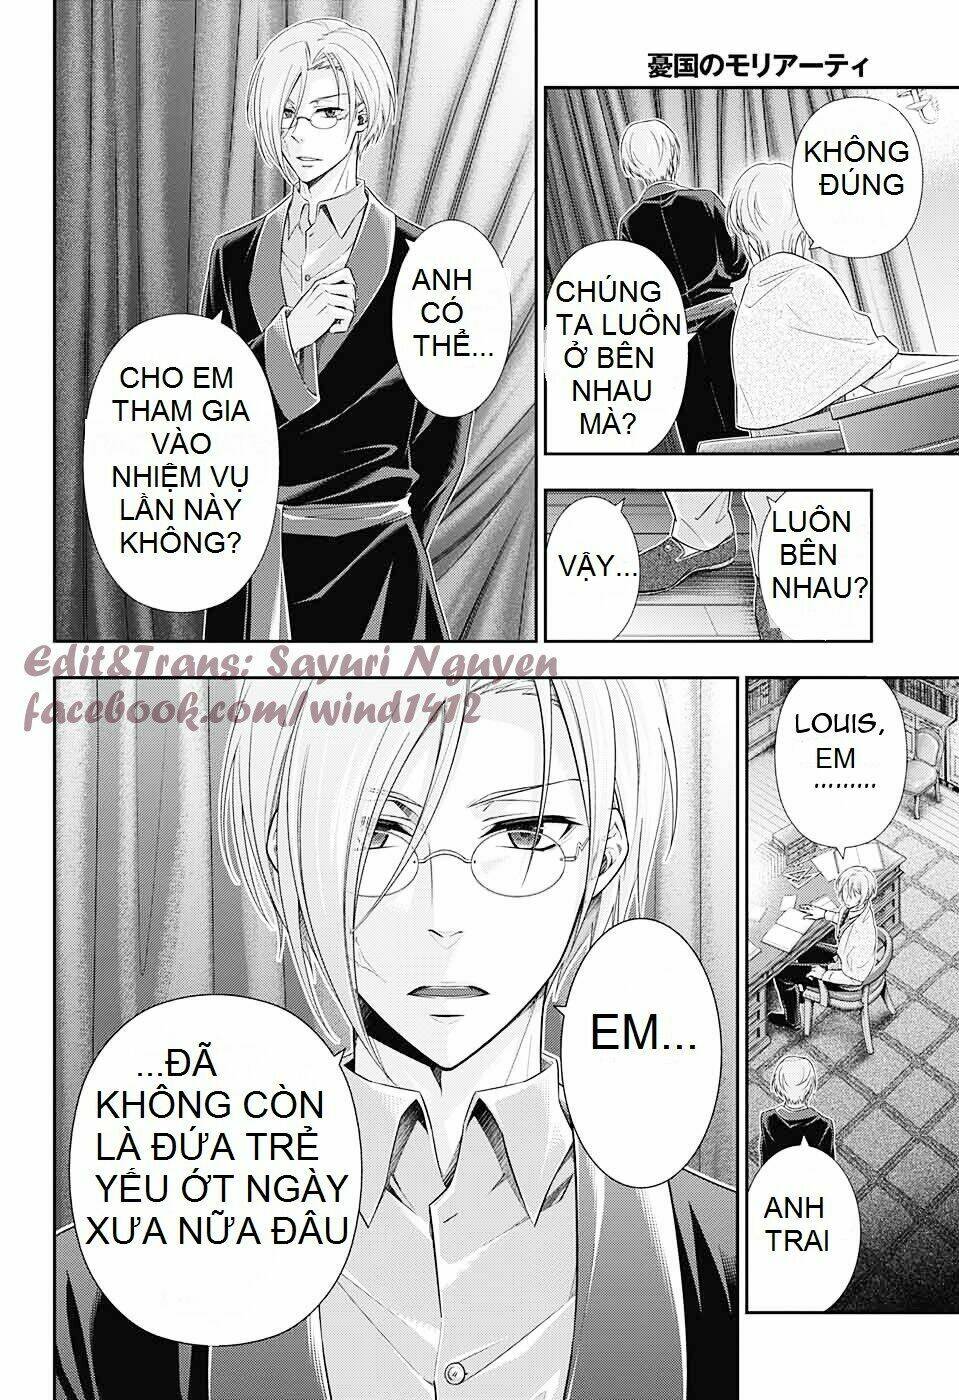 憂国のモリアーティ
KHÔNG
ĐÚNG
CHÚNG
TA LUÔN
Ở BÊN
NHAU
MÀ?
LUÔN
BÊN
NHAU?
VẬY...
ANH
CÓ
THỂ...
CHO EM
THAM GIA
VÀO
NHIỆM VỤ
LẦN NÀY
KHÔNG?
Edit&Trans: Sayuri Nguyen
facebook.com/wind1412
LOUIS,
EM
.........
ANH
TRAI
EM...
...ĐÃ
KHÔNG CÒN
LÀ ĐỨA TRẺ
YẾU ỚT NGÀY
XƯA NỮA ĐÂU